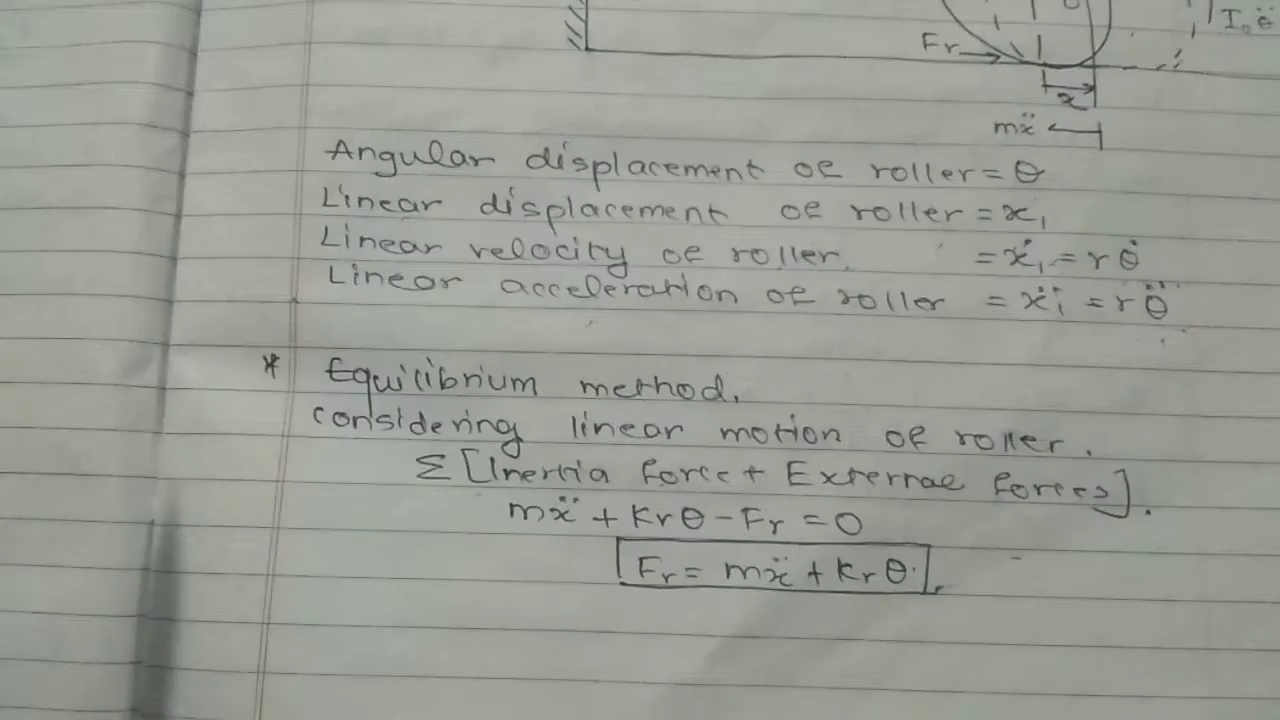 I₀θ̈
Fr
x
mẍ
Angular displacement of roller = θ
Linear displacement of roller = x₁
Linear velocity of roller. = ẋ₁ = rθ̇
Linear acceleration of roller = ẍ₁ = rθ̈
* Equilibrium method.
considering linear motion of roller.
Σ [Inertia force + External forces].
mẍ + Krθ - Fr = 0
Fr = mẍ + Krθ.